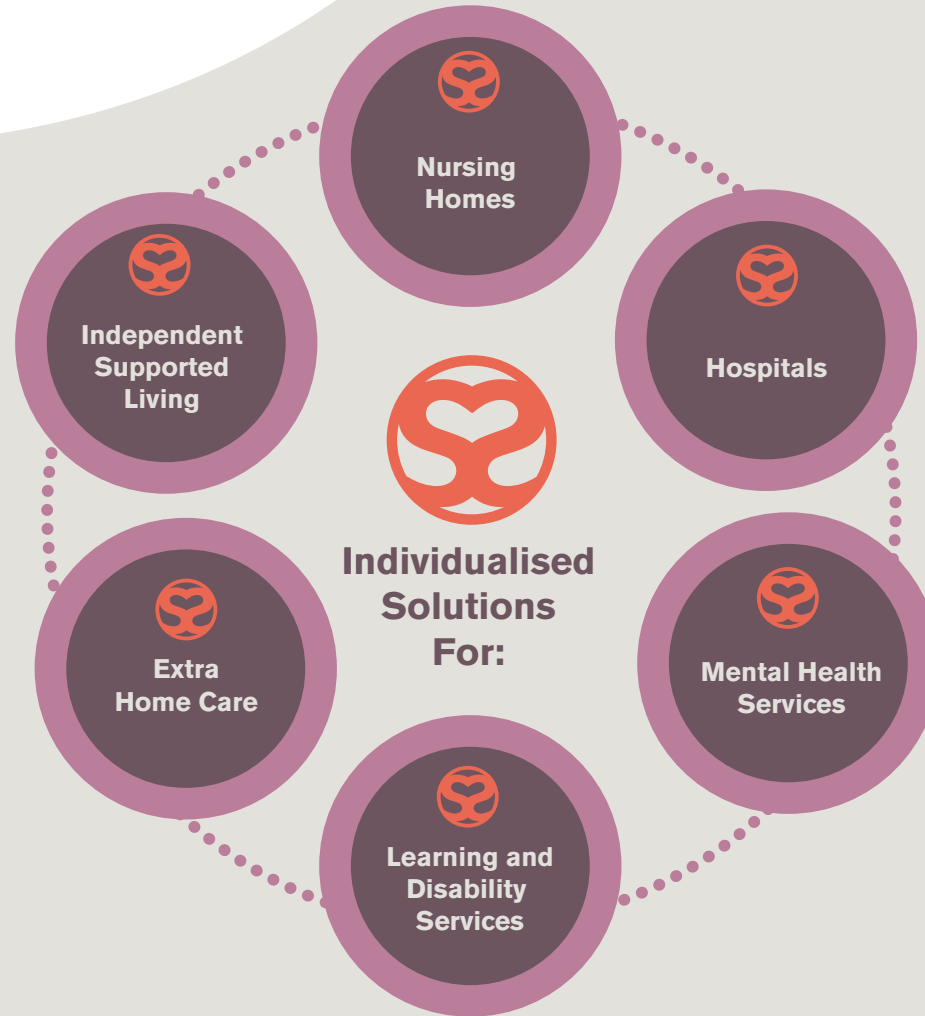 Nursing
Homes
Independent
Supported
Living
Hospitals
Individualised
Solutions
For:
Extra
Home Care
Mental Health
Services
Learning and
Disability
Services